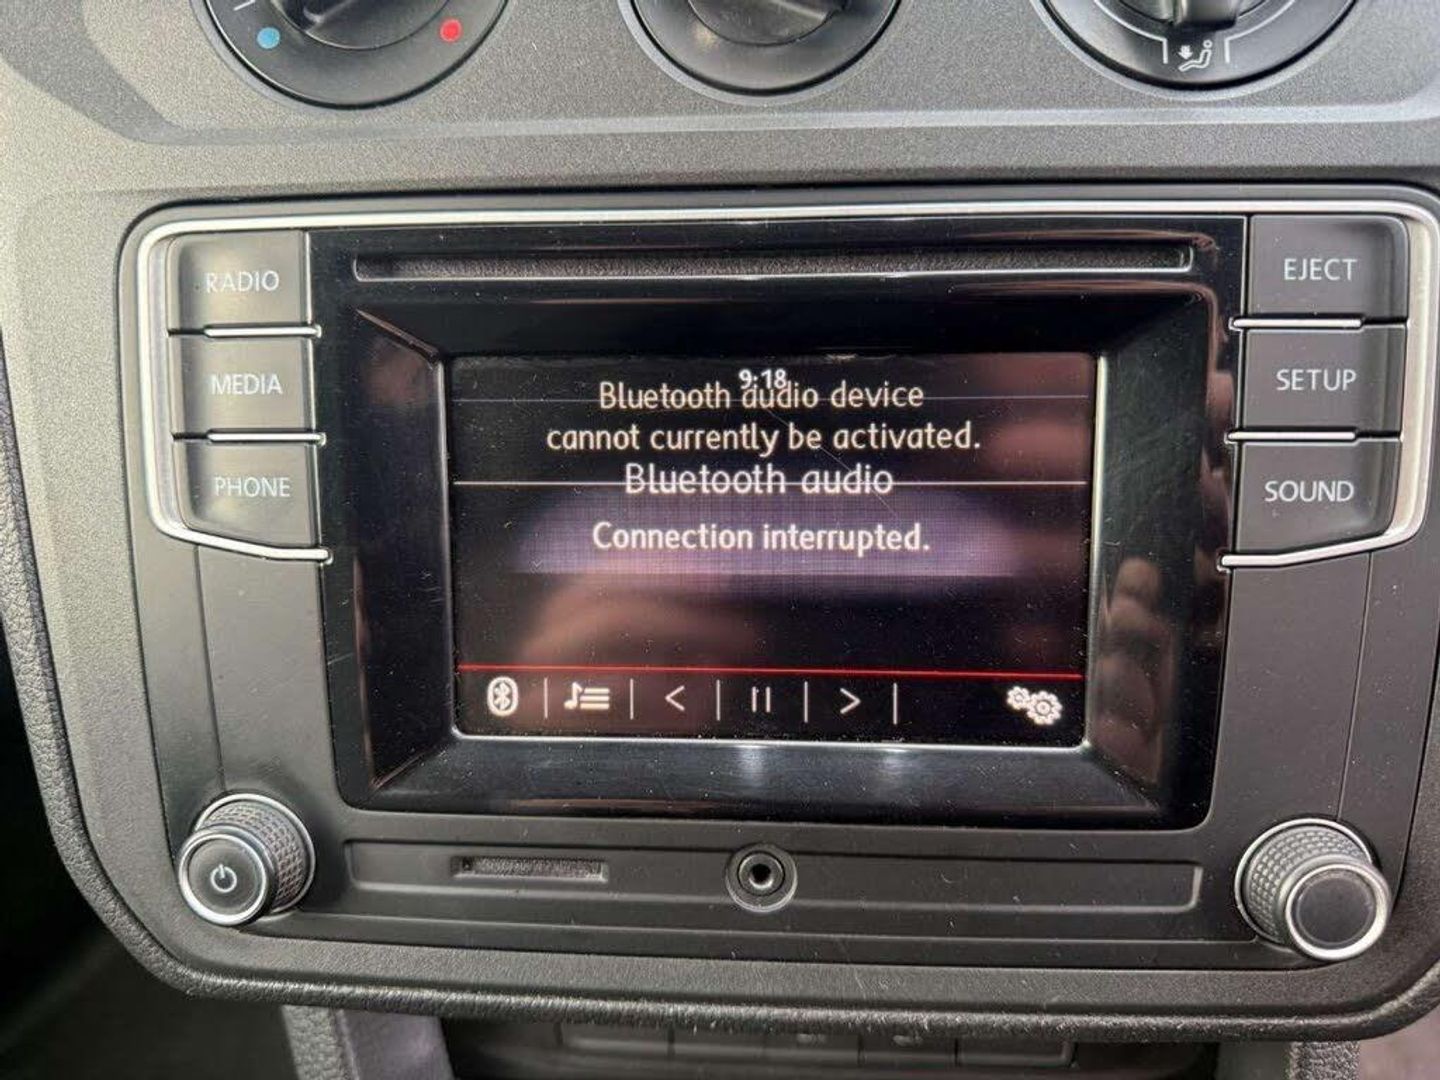 RADIO
MEDIA
PHONE
9:18
Bluetooth audio device
cannot currently be activated.
Bluetooth audio
Connection interrupted.
EJECT
SETUP
SOUND